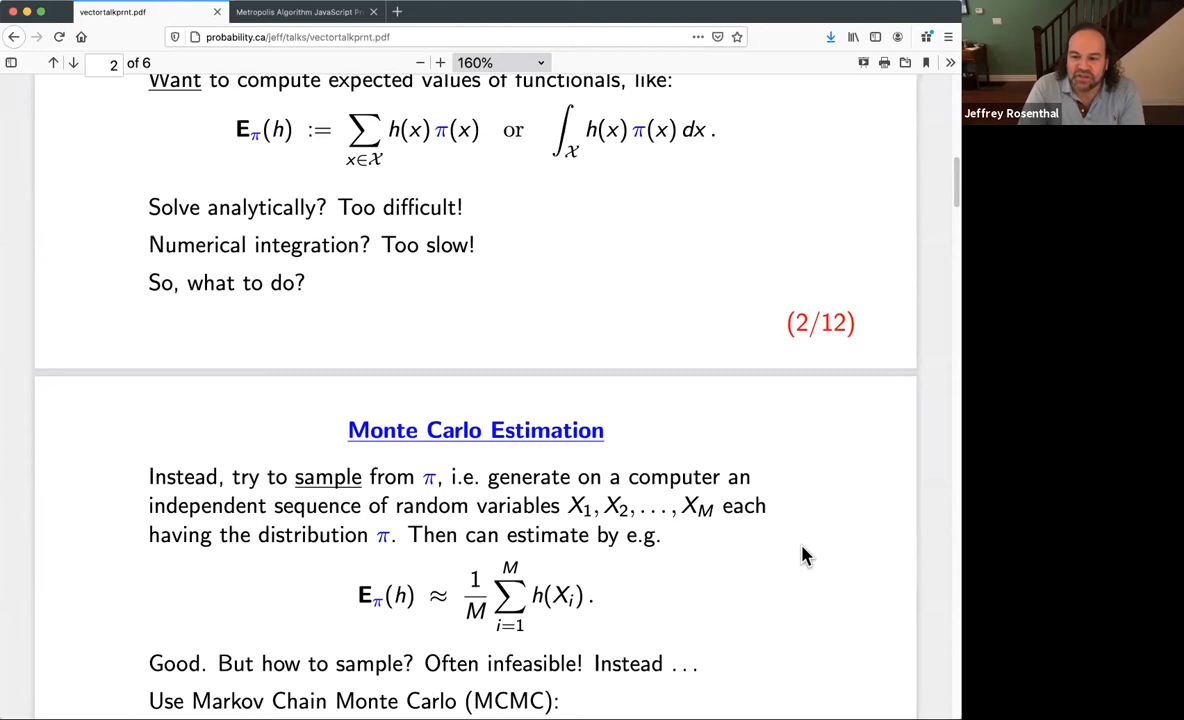 vectortalkprnt.pdf
Metropolis Algorithm JavaScript Pr
probability.ca/jeff/talks/vectortalkprnt.pdf
2 of 6
160%
Want to compute expected values of functionals, like:
E_π(h) := ∑_{x∈𝒳} h(x) π(x) or ∫_𝒳 h(x) π(x) dx .
Solve analytically? Too difficult!
Numerical integration? Too slow!
So, what to do?
(2/12)
Monte Carlo Estimation
Instead, try to sample from π, i.e. generate on a computer an
independent sequence of random variables X₁, X₂, . . . , X_M each
having the distribution π. Then can estimate by e.g.
E_π(h) ≈ 1/M ∑_{i=1}^{M} h(X_i) .
Good. But how to sample? Often infeasible! Instead . . .
Use Markov Chain Monte Carlo (MCMC):
Jeffrey Rosenthal